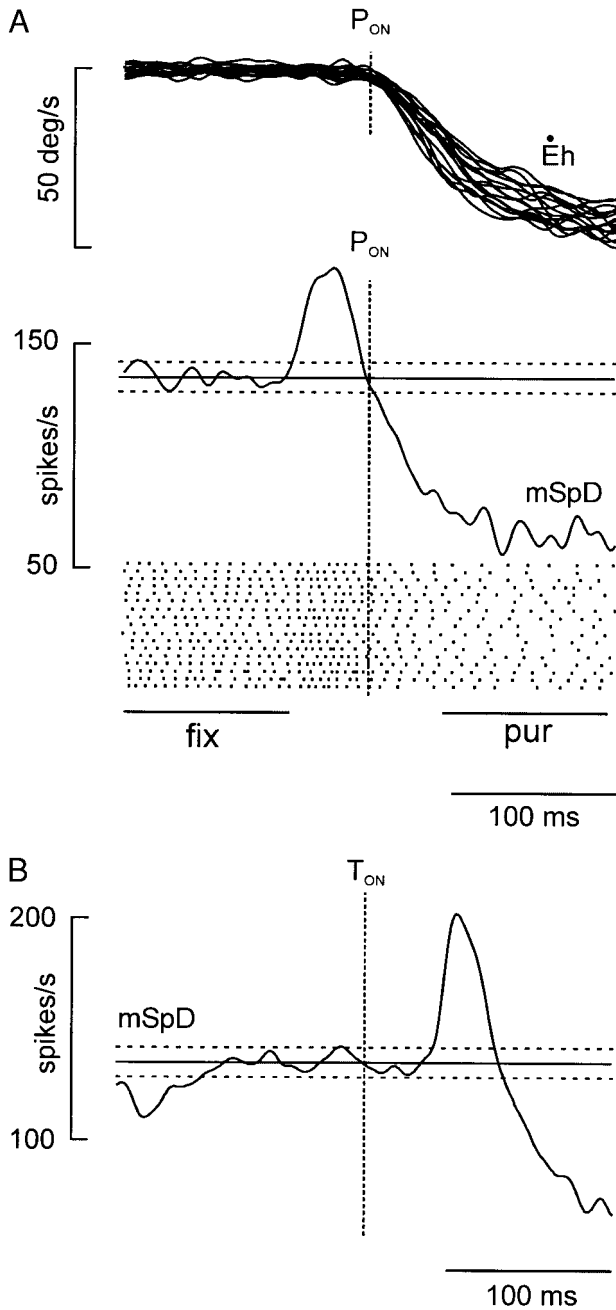 A
P_ON
50 deg/s
Ėh
P_ON
150
spikes/s
mSpD
50
fix
pur
100 ms
B
T_ON
200
mSpD
spikes/s
100
100 ms